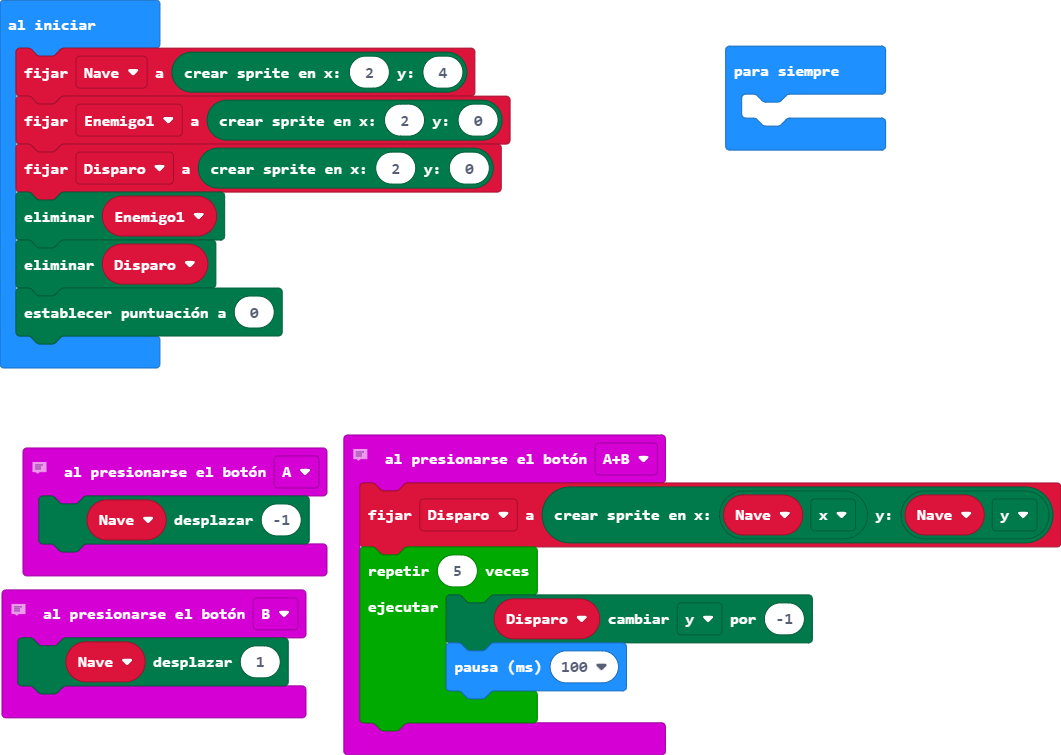 al iniciar
fijar Nave a crear sprite en x: 2 y: 4
fijar Enemigo1 a crear sprite en x: 2 y: 0
fijar Disparo a crear sprite en x: 2 y: 0
eliminar Enemigo1
eliminar Disparo
establecer puntuación a 0
para siempre
al presionarse el botón A
Nave desplazar -1
al presionarse el botón B
Nave desplazar 1
al presionarse el botón A+B
fijar Disparo a crear sprite en x: Nave x y: Nave y
repetir 5 veces
ejecutar
Disparo cambiar y por -1
pausa (ms) 100